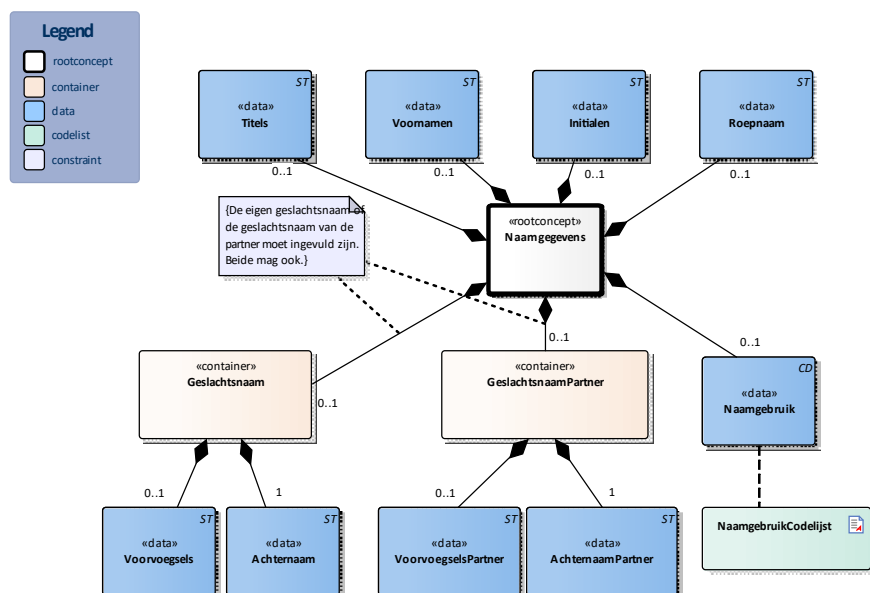 Legend
rootconcept
container
data
codelist
constraint
ST
«data»
Titels
ST
«data»
Voornamen
ST
«data»
Initialen
ST
«data»
Roepnaam
0..1
0..1
0..1
0..1
{De eigen geslachtsnaam of
de geslachtsnaam van de
partner moet ingevuld zijn.
Beide mag ook.}
«rootconcept»
Naamgegevens
0..1
0..1
0..1
«container»
Geslachtsnaam
«container»
GeslachtsnaamPartner
CD
«data»
Naamgebruik
0..1
1
0..1
1
ST
«data»
Voorvoegsels
ST
«data»
Achternaam
ST
«data»
VoorvoegselsPartner
ST
«data»
AchternaamPartner
NaamgebruikCodelijst